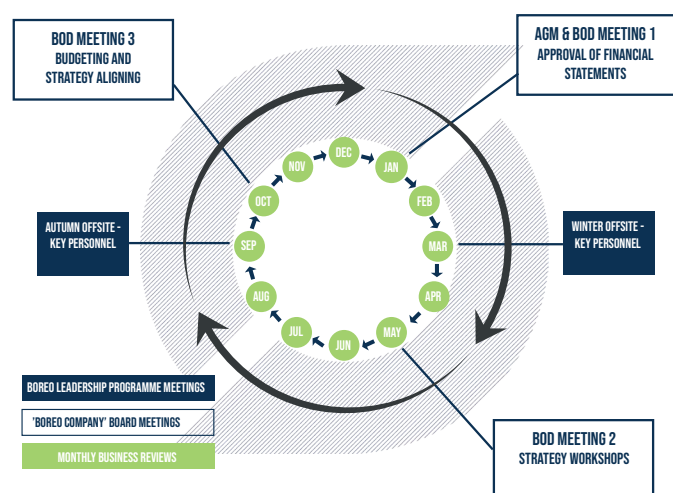 BOD MEETING 3
BUDGETING AND
STRATEGY ALIGNING
AGM & BOD MEETING 1
APPROVAL OF FINANCIAL
STATEMENTS
DEC
JAN
FEB
MAR
APR
MAY
JUN
JUL
AUG
SEP
OCT
NOV
AUTUMN OFFSITE -
KEY PERSONNEL
WINTER OFFSITE -
KEY PERSONNEL
BOREO LEADERSHIP PROGRAMME MEETINGS
'BOREO COMPANY' BOARD MEETINGS
MONTHLY BUSINESS REVIEWS
BOD MEETING 2
STRATEGY WORKSHOPS